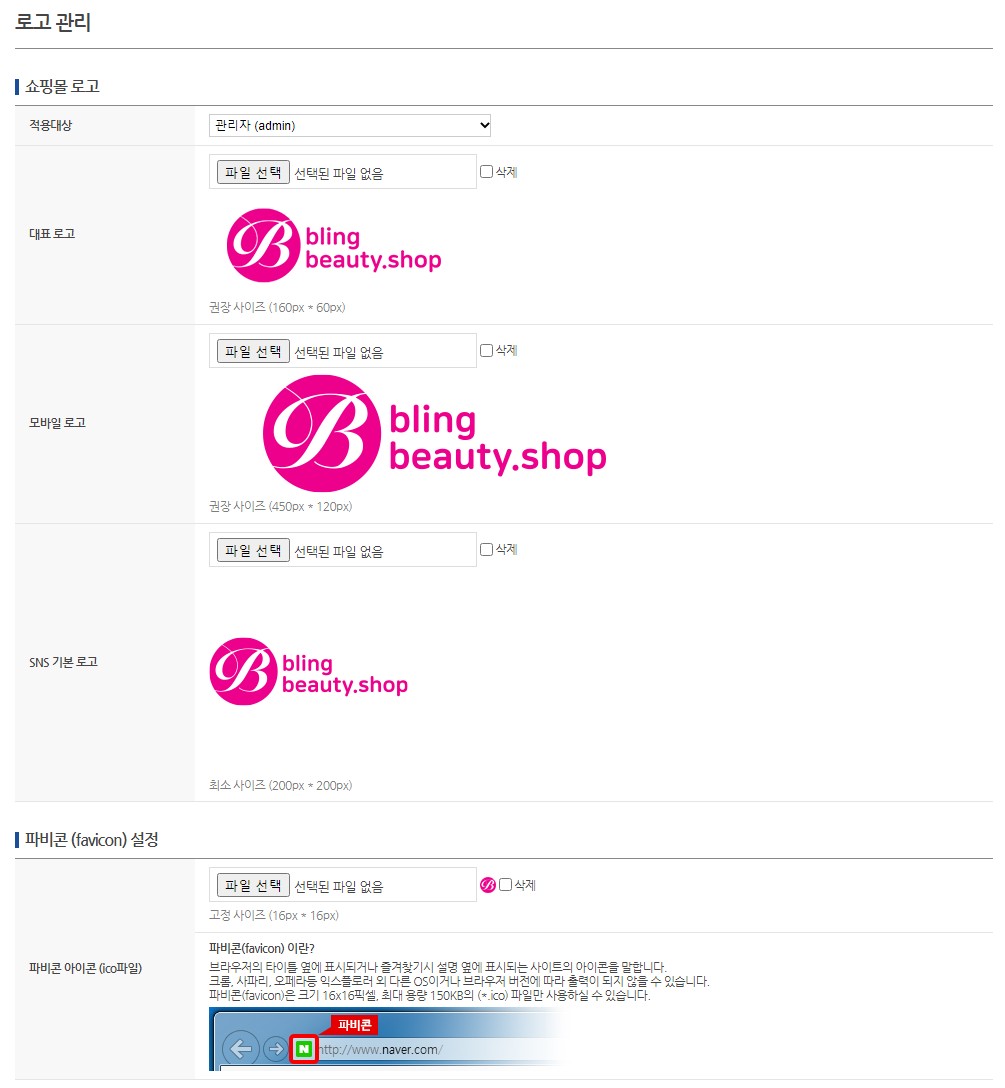 로고 관리
쇼핑몰 로고
적용대상
관리자 (admin)
대표 로고
파일 선택 선택된 파일 없음 삭제
B bling
beauty.shop
권장 사이즈 (160px * 60px)
모바일 로고
파일 선택 선택된 파일 없음 삭제
B bling
beauty.shop
권장 사이즈 (450px * 120px)
SNS 기본 로고
파일 선택 선택된 파일 없음 삭제
B bling
beauty.shop
최소 사이즈 (200px * 200px)
파비콘 (favicon) 설정
파비콘 아이콘 (ico파일)
파일 선택 선택된 파일 없음 B 삭제
고정 사이즈 (16px * 16px)
파비콘(favicon) 이란?
브라우저의 타이틀 옆에 표시되거나 즐겨찾기시 설명 옆에 표시되는 사이트의 아이콘을 말합니다.
크롬, 사파리, 오페라등 익스플로러 외 다른 OS이거나 브라우저 버전에 따라 출력이 되지 않을 수 있습니다.
파비콘(favicon)은 크기 16x16픽셀, 최대 용량 150KB의 (*.ico) 파일만 사용하실 수 있습니다.
파비콘
N http://www.naver.com/